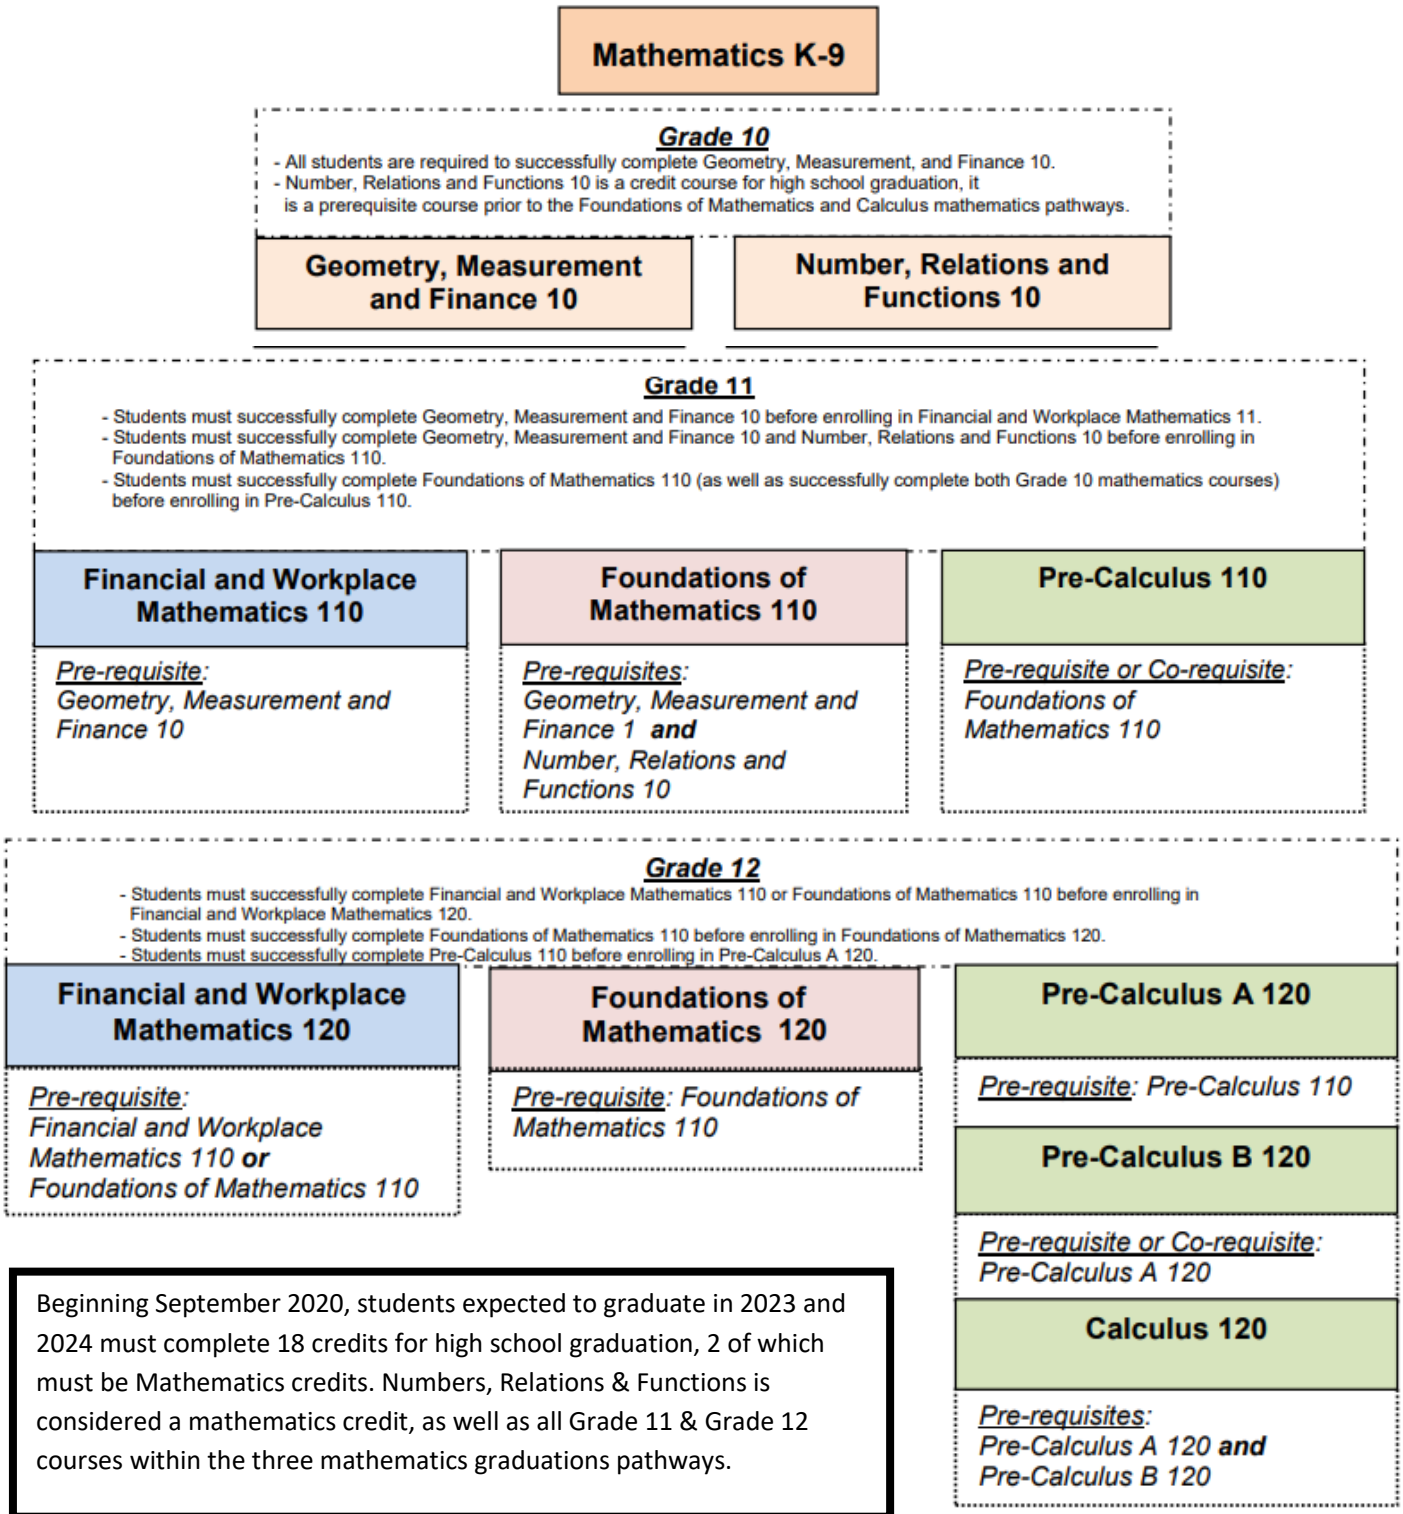 Mathematics K-9
Grade 10
- All students are required to successfully complete Geometry, Measurement, and Finance 10.
- Number, Relations and Functions 10 is a credit course for high school graduation, it
is a prerequisite course prior to the Foundations of Mathematics and Calculus mathematics pathways.
Geometry, Measurement
and Finance 10
Number, Relations and
Functions 10
Grade 11
- Students must successfully complete Geometry, Measurement and Finance 10 before enrolling in Financial and Workplace Mathematics 11.
- Students must successfully complete Geometry, Measurement and Finance 10 and Number, Relations and Functions 10 before enrolling in
Foundations of Mathematics 110.
- Students must successfully complete Foundations of Mathematics 110 (as well as successfully complete both Grade 10 mathematics courses)
before enrolling in Pre-Calculus 110.
Financial and Workplace
Mathematics 110
Pre-requisite:
Geometry, Measurement and
Finance 10
Foundations of
Mathematics 110
Pre-requisites:
Geometry, Measurement and
Finance 1 and
Number, Relations and
Functions 10
Pre-Calculus 110
Pre-requisite or Co-requisite:
Foundations of
Mathematics 110
Grade 12
- Students must successfully complete Financial and Workplace Mathematics 110 or Foundations of Mathematics 110 before enrolling in
Financial and Workplace Mathematics 120.
- Students must successfully complete Foundations of Mathematics 110 before enrolling in Foundations of Mathematics 120.
- Students must successfully complete Pre-Calculus 110 before enrolling in Pre-Calculus A 120.
Financial and Workplace
Mathematics 120
Pre-requisite:
Financial and Workplace
Mathematics 110 or
Foundations of Mathematics 110
Foundations of
Mathematics 120
Pre-requisite: Foundations of
Mathematics 110
Pre-Calculus A 120
Pre-requisite: Pre-Calculus 110
Pre-Calculus B 120
Pre-requisite or Co-requisite:
Pre-Calculus A 120
Calculus 120
Pre-requisites:
Pre-Calculus A 120 and
Pre-Calculus B 120
Beginning September 2020, students expected to graduate in 2023 and
2024 must complete 18 credits for high school graduation, 2 of which
must be Mathematics credits. Numbers, Relations & Functions is
considered a mathematics credit, as well as all Grade 11 & Grade 12
courses within the three mathematics graduations pathways.